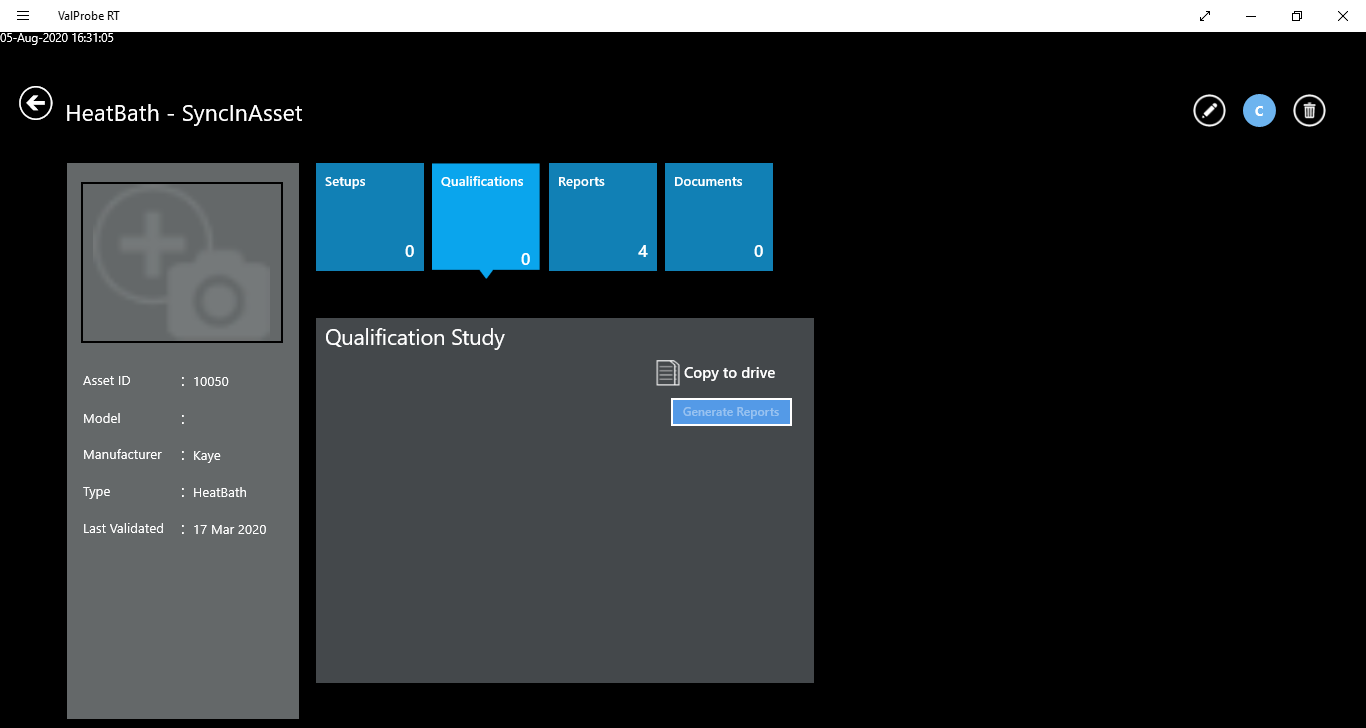 ValProbe RT
05-Aug-2020 16:31:05
HeatBath - SyncInAsset
C
Setups
0
Qualifications
0
Reports
4
Documents
0
Asset ID : 10050
Model :
Manufacturer : Kaye
Type : HeatBath
Last Validated : 17 Mar 2020
Qualification Study
Copy to drive
Generate Reports